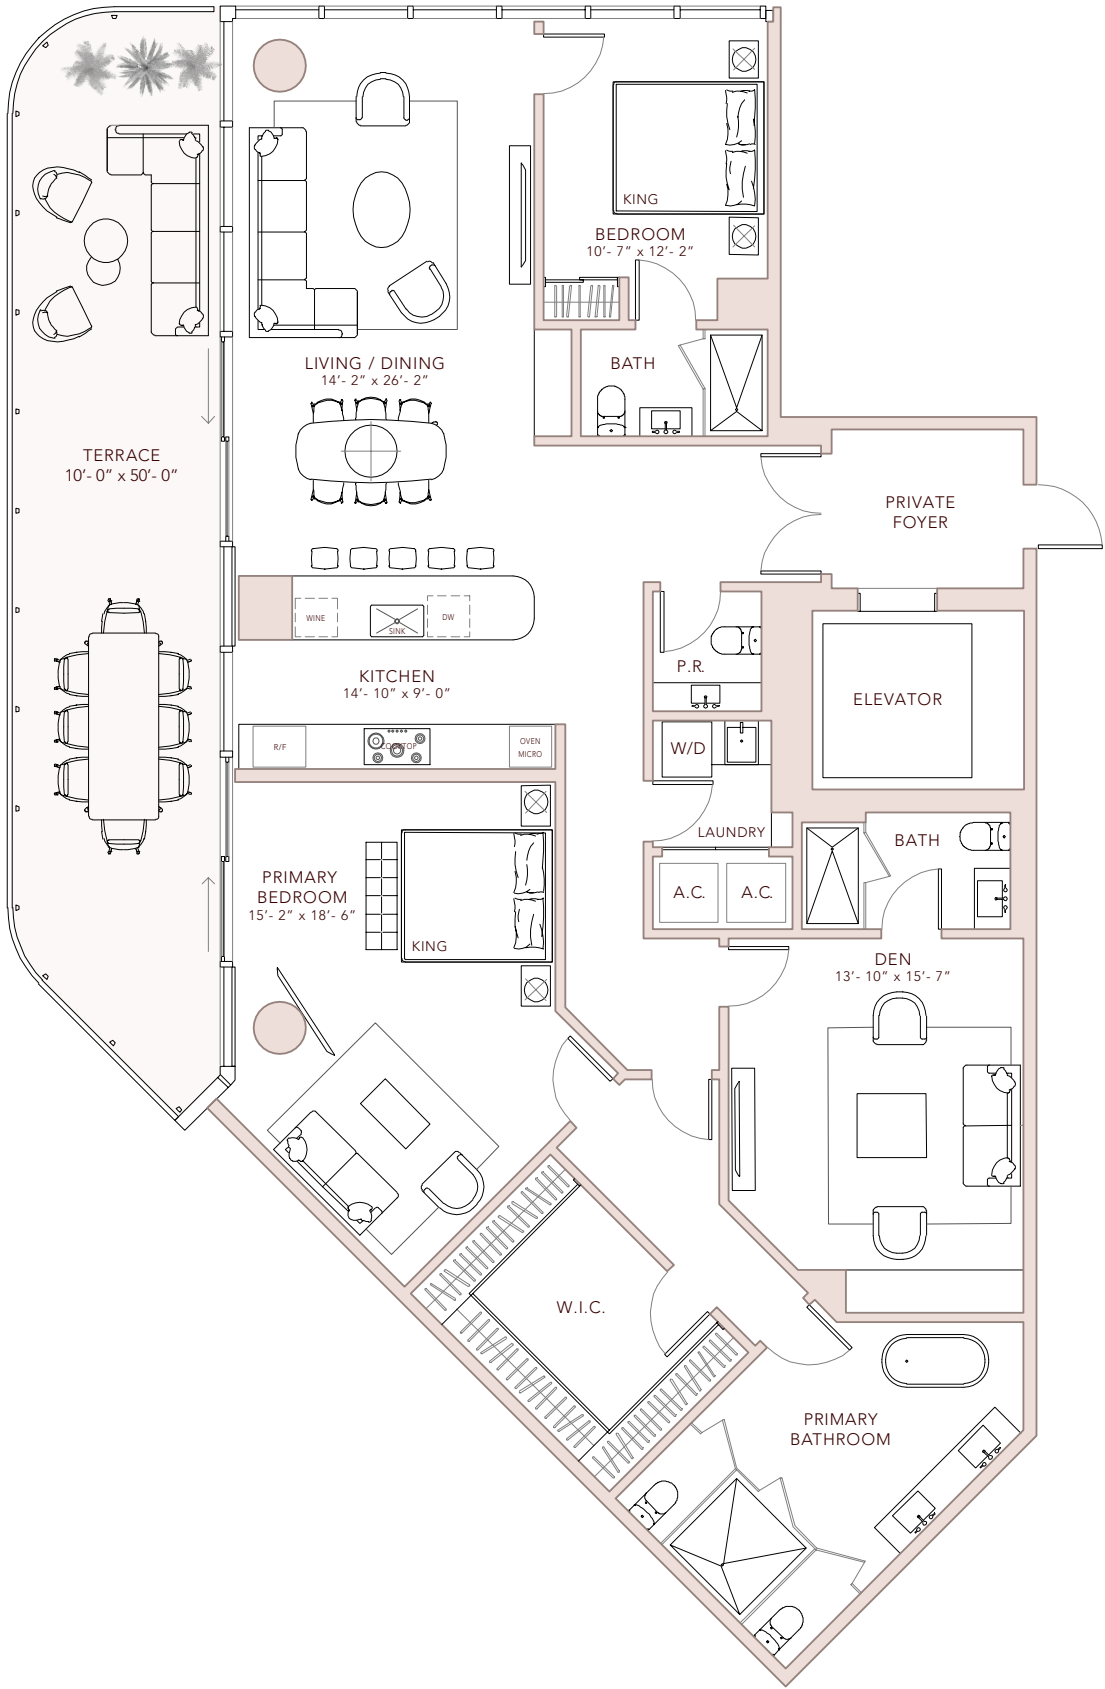 KING
BEDROOM
10'- 7" x 12'- 2"
LIVING / DINING
14'- 2" x 26'- 2"
BATH
TERRACE
10'- 0" x 50'- 0"
PRIVATE
FOYER
WINE
SINK
DW
KITCHEN
14'- 10" x 9'- 0"
P.R.
ELEVATOR
R/F
COOKTOP
OVEN
MICRO
W/D
LAUNDRY
BATH
PRIMARY
BEDROOM
15'- 2" x 18'- 6"
KING
A.C.
A.C.
DEN
13'- 10" x 15'- 7"
W.I.C.
PRIMARY
BATHROOM